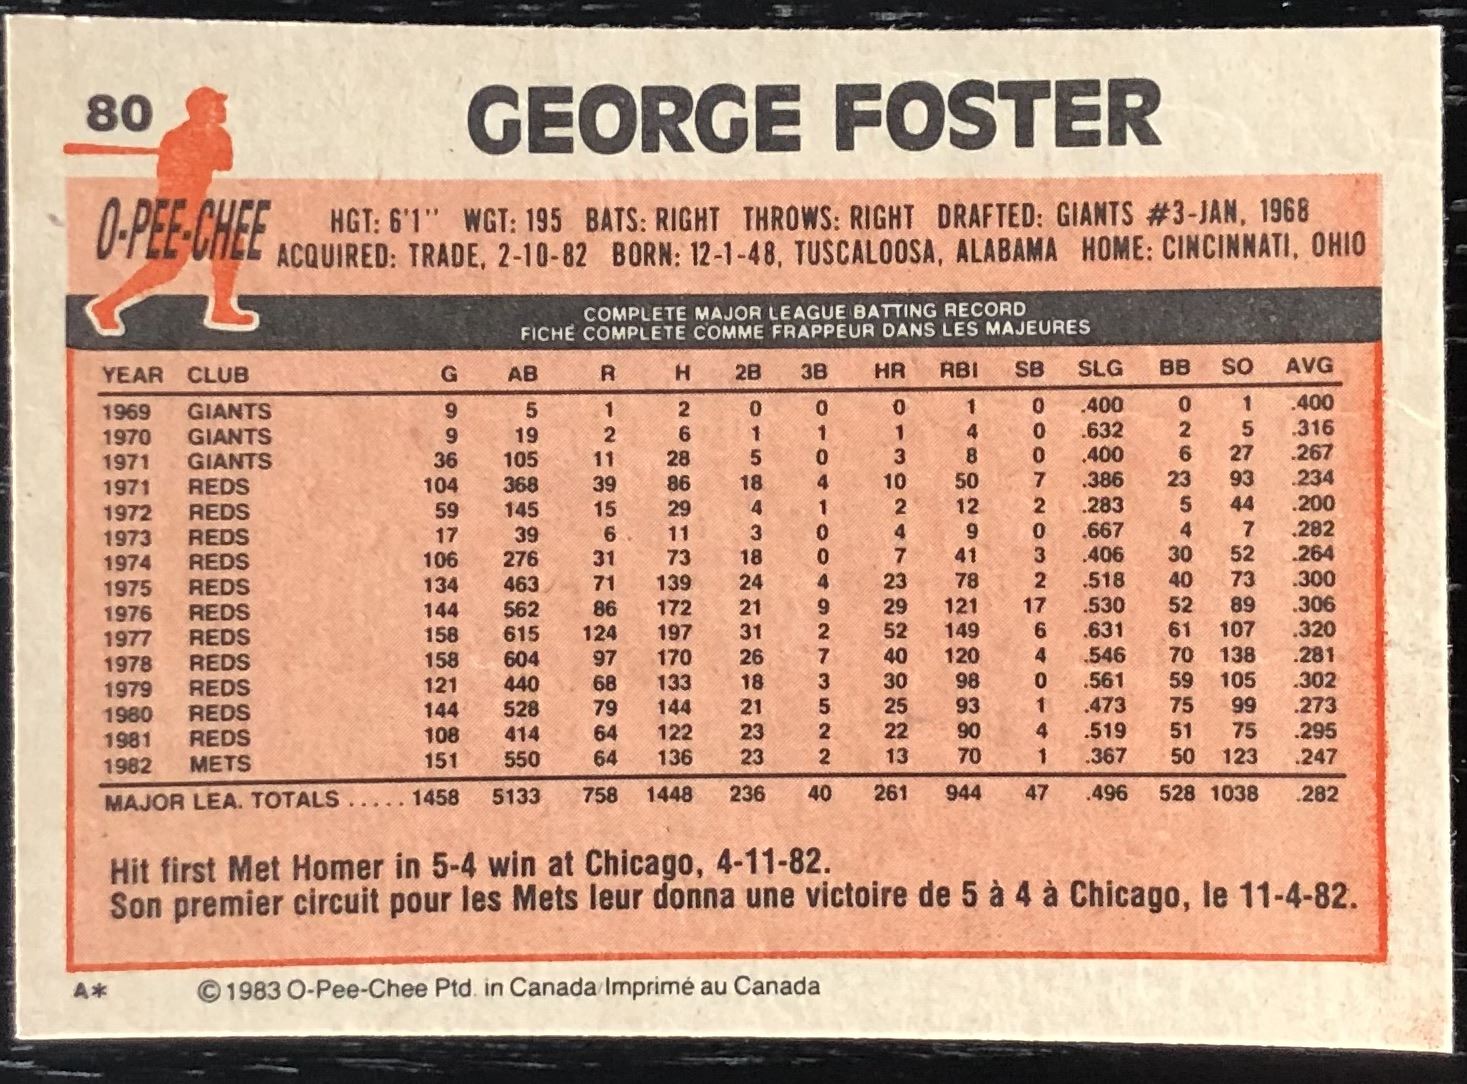 80
GEORGE FOSTER
O-PEE-CHEE
HGT: 6'1" WGT: 195 BATS: RIGHT THROWS: RIGHT DRAFTED: GIANTS #3-JAN, 1968
ACQUIRED: TRADE, 2-10-82 BORN: 12-1-48, TUSCALOOSA, ALABAMA HOME: CINCINNATI, OHIO
COMPLETE MAJOR LEAGUE BATTING RECORD
FICHE COMPLETE COMME FRAPPEUR DANS LES MAJEURES
YEAR CLUB G AB R H 2B 3B HR RBI SB SLG BB SO AVG
1969 GIANTS 9 5 1 2 0 0 0 1 0 .400 0 1 .400
1970 GIANTS 9 19 2 6 1 1 1 4 0 .632 2 5 .316
1971 GIANTS 36 105 11 28 5 0 3 8 0 .400 6 27 .267
1971 REDS 104 368 39 86 18 4 10 50 7 .386 23 93 .234
1972 REDS 59 145 15 29 4 1 2 12 2 .283 5 44 .200
1973 REDS 17 39 6 11 3 0 4 9 0 .667 4 7 .282
1974 REDS 106 276 31 73 18 0 7 41 3 .406 30 52 .264
1975 REDS 134 463 71 139 24 4 23 78 2 .518 40 73 .300
1976 REDS 144 562 86 172 21 9 29 121 17 .530 52 89 .306
1977 REDS 158 615 124 197 31 2 52 149 6 .631 61 107 .320
1978 REDS 158 604 97 170 26 7 40 120 4 .546 70 138 .281
1979 REDS 121 440 68 133 18 3 30 98 0 .561 59 105 .302
1980 REDS 144 528 79 144 21 5 25 93 1 .473 75 99 .273
1981 REDS 108 414 64 122 23 2 22 90 4 .519 51 75 .295
1982 METS 151 550 64 136 23 2 13 70 1 .367 50 123 .247
MAJOR LEA. TOTALS ..... 1458 5133 758 1448 236 40 261 944 47 .496 528 1038 .282
Hit first Met Homer in 5-4 win at Chicago, 4-11-82.
Son premier circuit pour les Mets leur donna une victoire de 5 à 4 à Chicago, le 11-4-82.
A* © 1983 O-Pee-Chee Ptd. in Canada/Imprimé au Canada